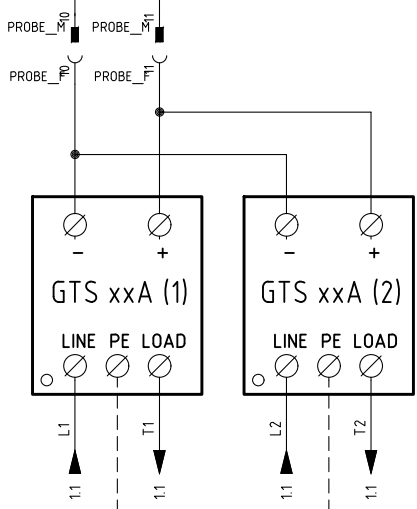 10 11
PROBE_M PROBE_M
PROBE_F PROBE_F
10 11
- + - +
GTS xxA (1) GTS xxA (2)
LINE PE LOAD LINE PE LOAD
L1 T1 L2 T2
1.1 1.1 1.1 1.1